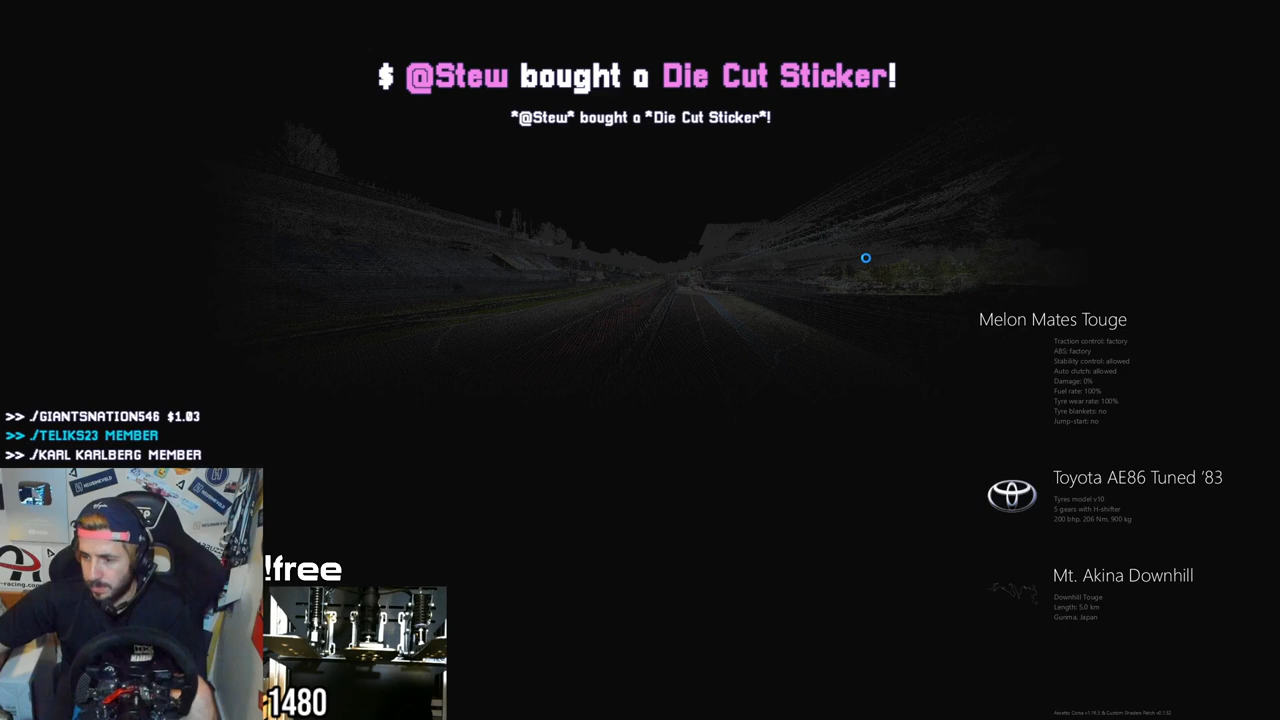 $ @Stew bought a Die Cut Sticker!
*@Stew* bought a *Die Cut Sticker*!
Melon Mates Touge
Traction control: factory
ABS: factory
Stability control: allowed
Auto clutch: allowed
Damage: 0%
Fuel rate: 100%
Tyre wear rate: 100%
Tyre blankets: no
Jump-start: no
>> ./GIANTSNATION546 $1.03
>> ./TELIKS23 MEMBER
>> ./KARL KARLBERG MEMBER
Toyota AE86 Tuned '83
Tyres model v10
5 gears with H-shifter
200 bhp, 206 Nm, 900 kg
!free
Mt. Akina Downhill
Downhill Touge
Length: 5.0 km
Gunma, Japan
-racing.com
1480